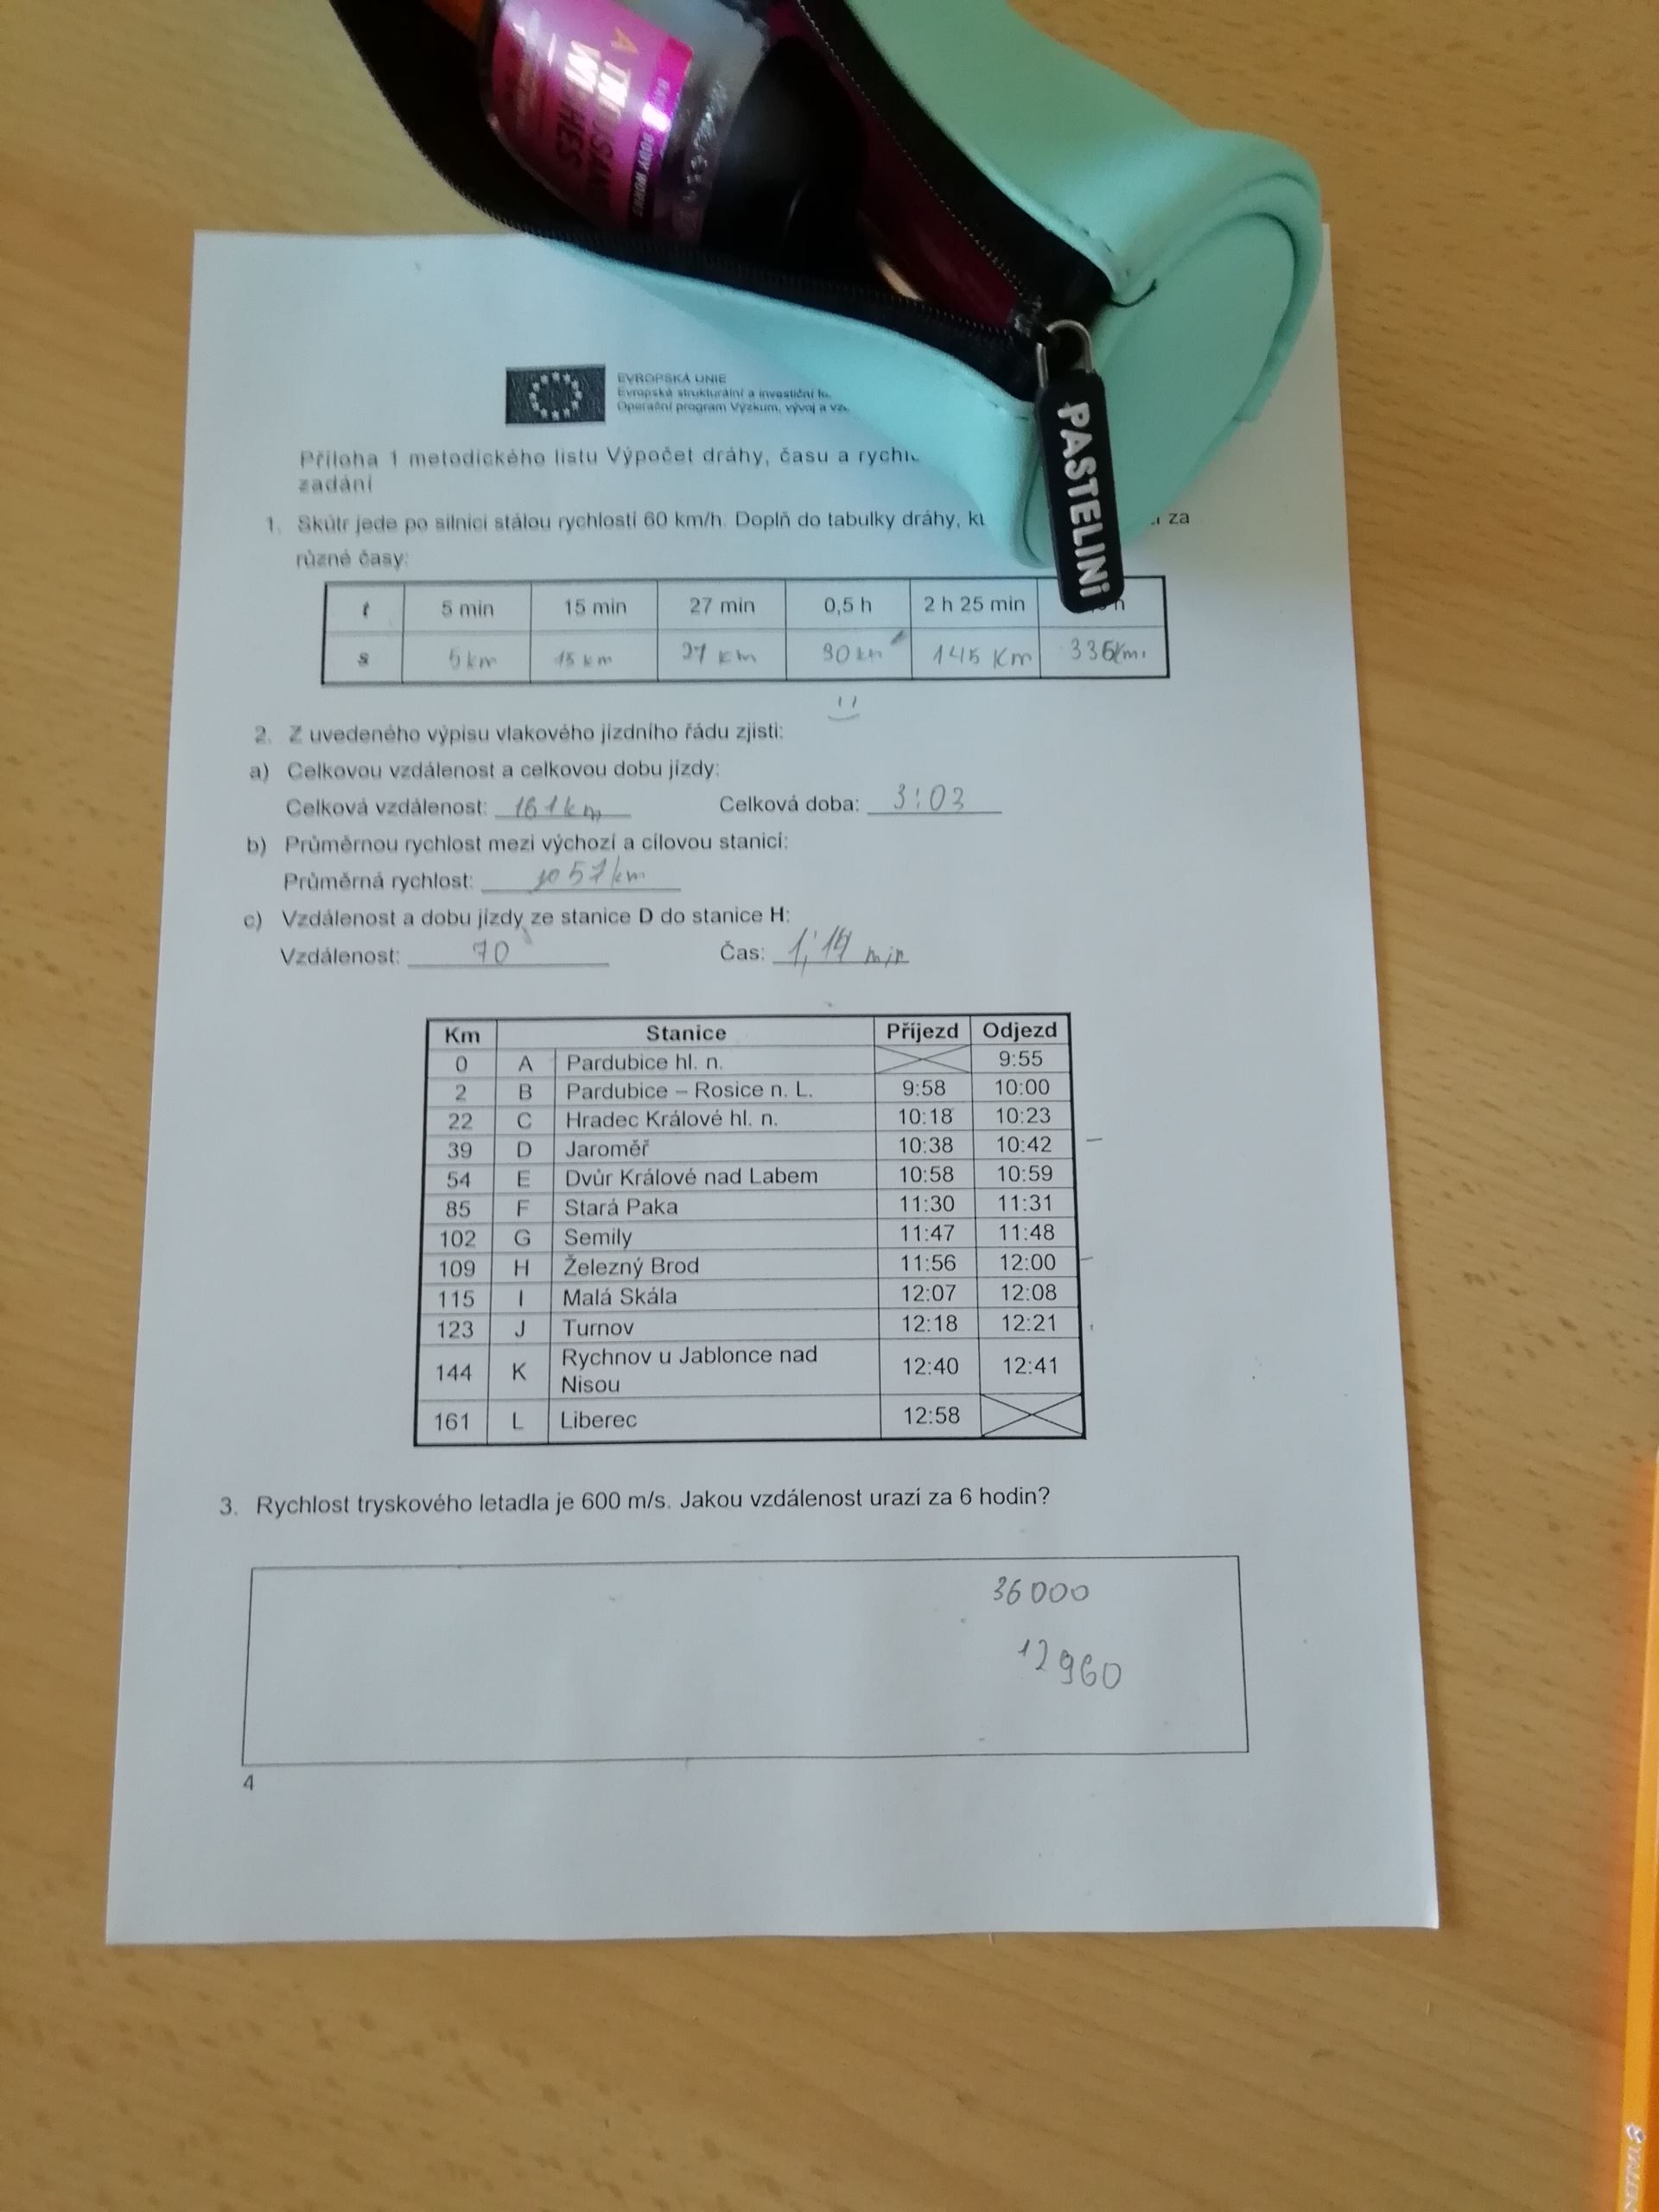 A THOUSAND
WISHES
BODY WORKS
PASTELINi
EVROPSKÁ UNIE
Evropské strukturální a investiční
Operační program Výzkum, vývoj a
Příloha 1 metodického listu Výpočet dráhy, času a
zadání
1. Skútr jede po silnici stálou rychlostí 60 km/h. Doplň do tabulky dráhy, za
různé časy:
t 5 min 15 min 27 min 0,5 h 2 h 25 min h
s 5 km 15 km 27 km 30 km 145 Km 336Km
2. Z uvedeného výpisu vlakového jízdního řádu zjisti:
a) Celkovou vzdálenost a celkovou dobu jízdy:
Celková vzdálenost: 161km Celková doba: 3:03
b) Průměrnou rychlost mezi výchozí a cílovou stanicí:
Průměrná rychlost: 57km
c) Vzdálenost a dobu jízdy ze stanice D do stanice H:
Vzdálenost: 70 Čas: 1,14 min
Km Stanice Příjezd Odjezd
0 A Pardubice hl. n. 9:55
2 B Pardubice – Rosice n. L. 9:58 10:00
22 C Hradec Králové hl. n. 10:18 10:23
39 D Jaroměř 10:38 10:42
54 E Dvůr Králové nad Labem 10:58 10:59
85 F Stará Paka 11:30 11:31
102 G Semily 11:47 11:48
109 H Železný Brod 11:56 12:00
115 I Malá Skála 12:07 12:08
123 J Turnov 12:18 12:21
144 K Rychnov u Jablonce nad Nisou 12:40 12:41
161 L Liberec 12:58
3. Rychlost tryskového letadla je 600 m/s. Jakou vzdálenost urazí za 6 hodin?
36 000
12 960
4